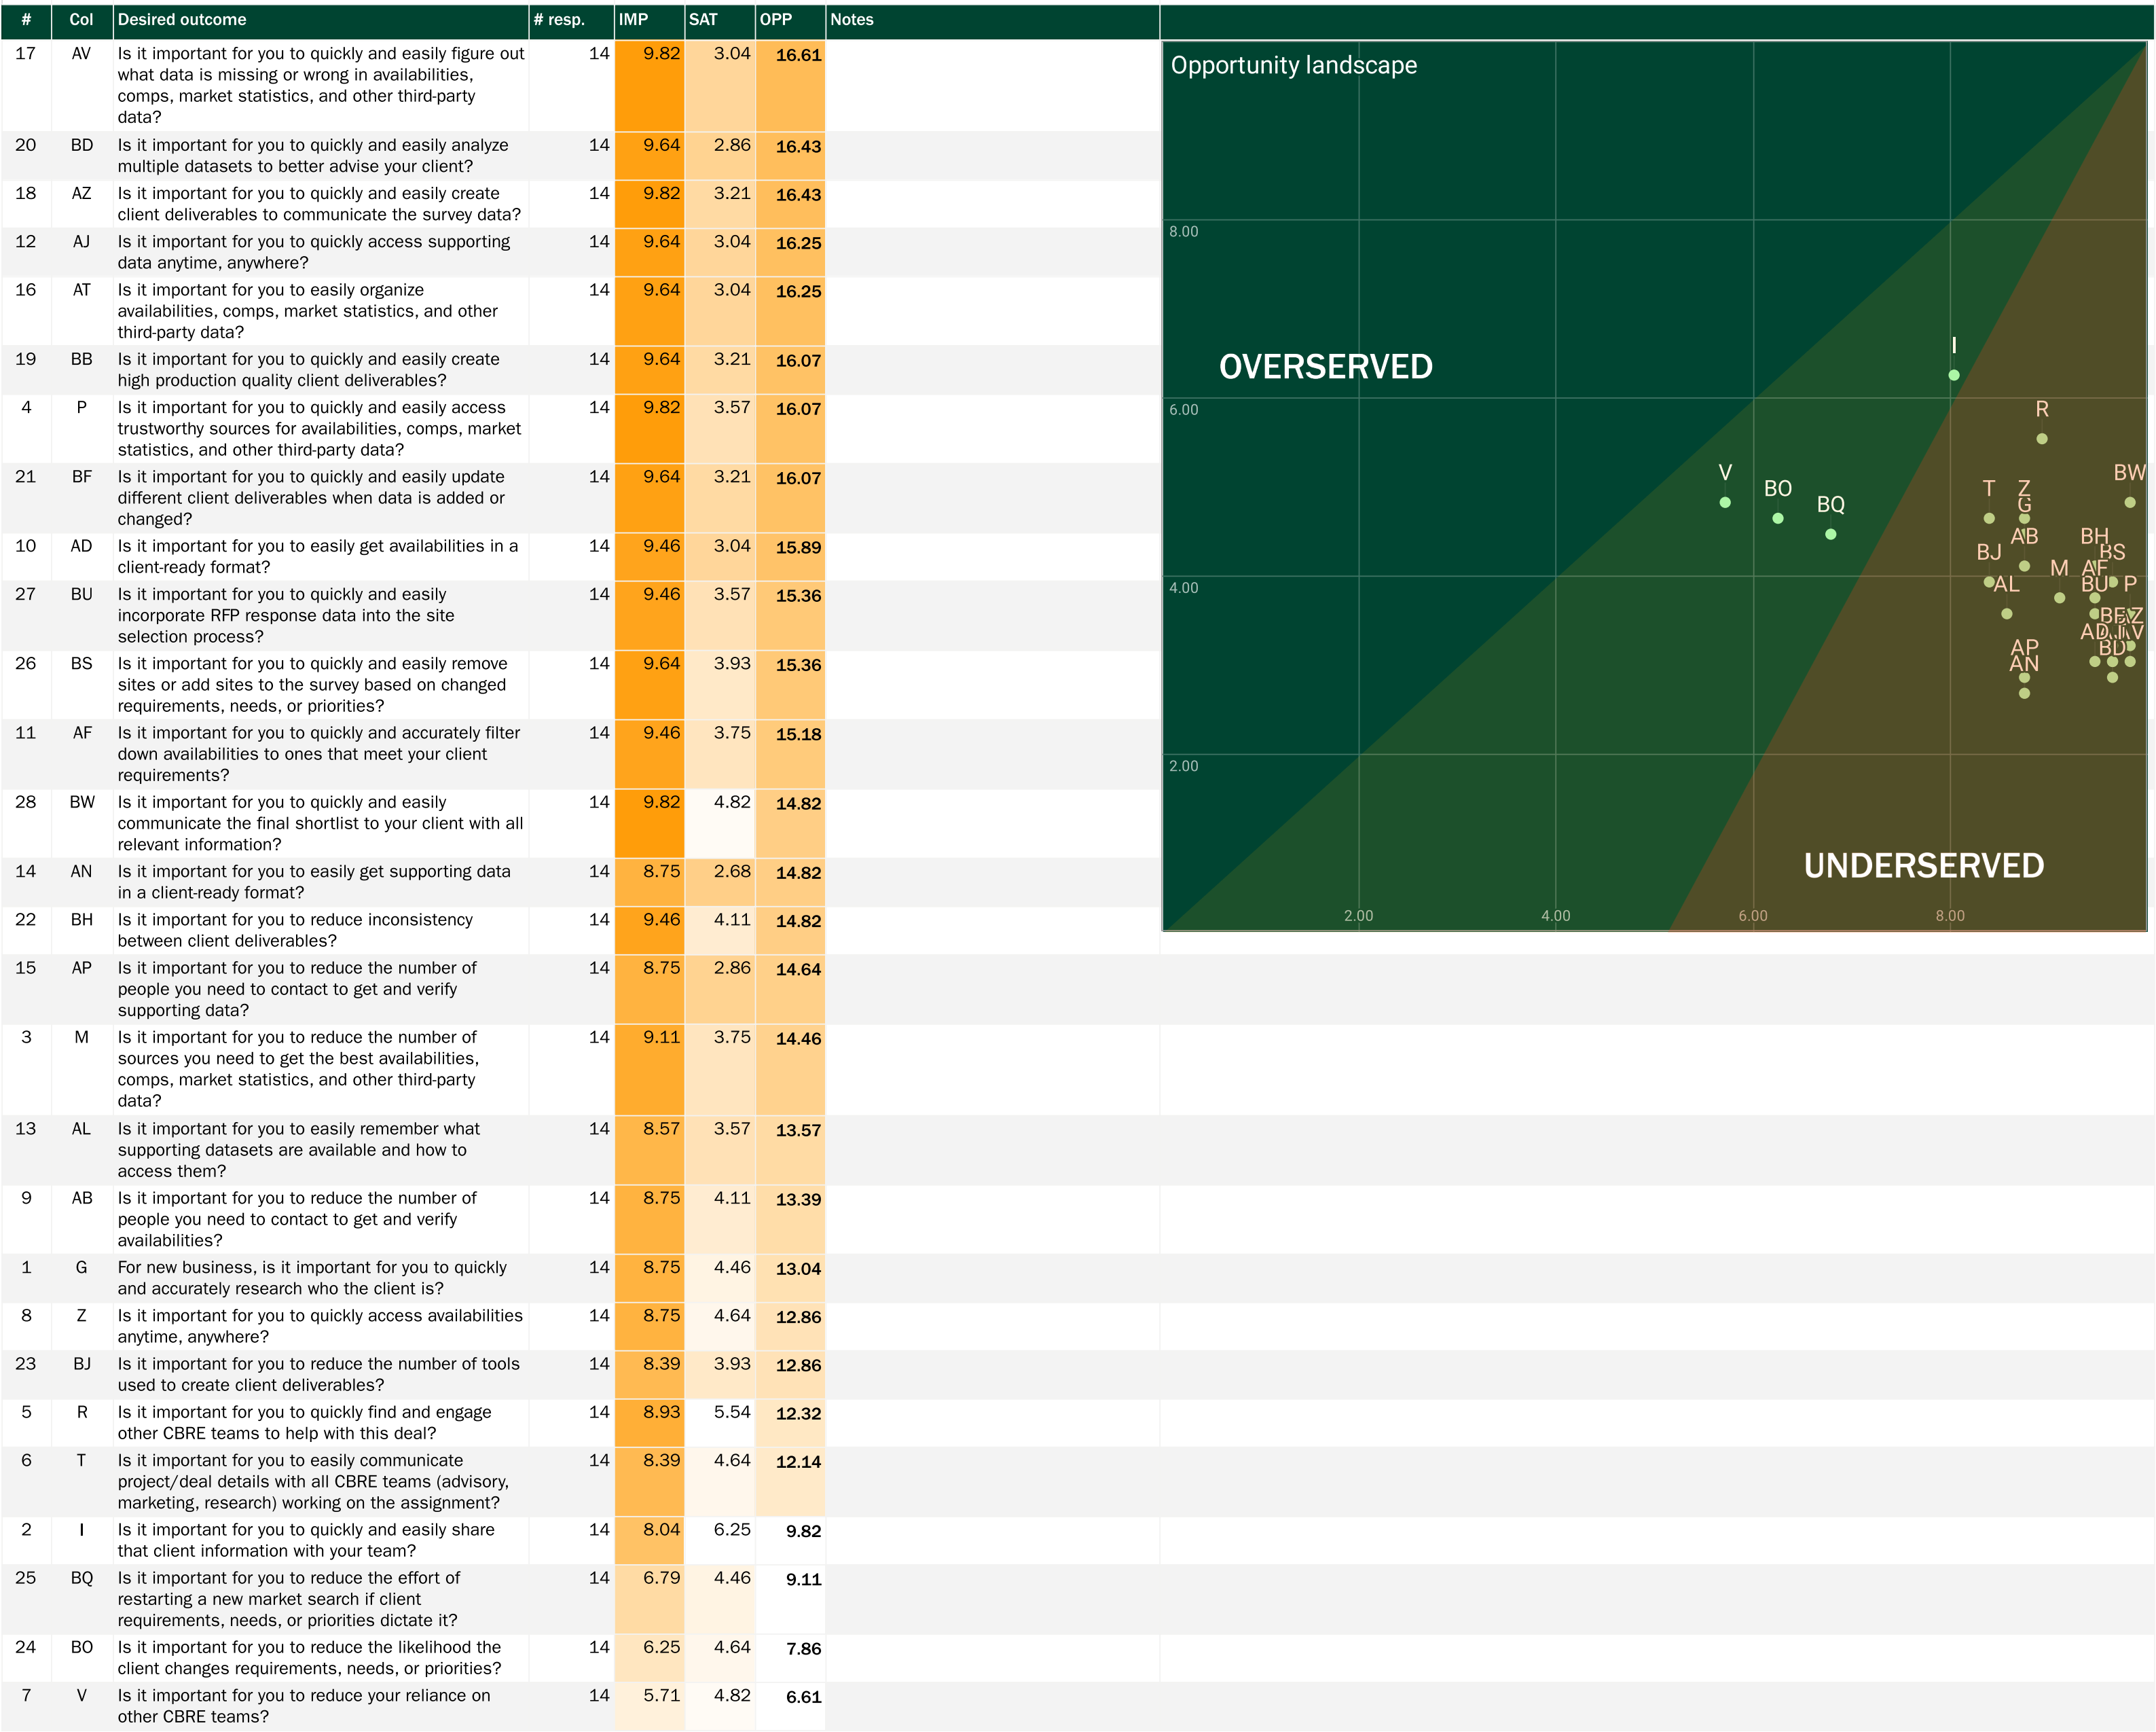 # Col Desired outcome # resp. IMP SAT OPP Notes
17 AV Is it important for you to quickly and easily figure out 14 9.82 3.04 16.61
what data is missing or wrong in availabilities,
comps, market statistics, and other third-party
data?
20 BD Is it important for you to quickly and easily analyze 14 9.64 2.86 16.43
multiple datasets to better advise your client?
18 AZ Is it important for you to quickly and easily create 14 9.82 3.21 16.43
client deliverables to communicate the survey data?
12 AJ Is it important for you to quickly access supporting 14 9.64 3.04 16.25
data anytime, anywhere?
16 AT Is it important for you to easily organize 14 9.64 3.04 16.25
availabilities, comps, market statistics, and other
third-party data?
19 BB Is it important for you to quickly and easily create 14 9.64 3.21 16.07
high production quality client deliverables?
4 P Is it important for you to quickly and easily access 14 9.82 3.57 16.07
trustworthy sources for availabilities, comps, market
statistics, and other third-party data?
21 BF Is it important for you to quickly and easily update 14 9.64 3.21 16.07
different client deliverables when data is added or
changed?
10 AD Is it important for you to easily get availabilities in a 14 9.46 3.04 15.89
client-ready format?
27 BU Is it important for you to quickly and easily 14 9.46 3.57 15.36
incorporate RFP response data into the site
selection process?
26 BS Is it important for you to quickly and easily remove 14 9.64 3.93 15.36
sites or add sites to the survey based on changed
requirements, needs, or priorities?
11 AF Is it important for you to quickly and accurately filter 14 9.46 3.75 15.18
down availabilities to ones that meet your client
requirements?
28 BW Is it important for you to quickly and easily 14 9.82 4.82 14.82
communicate the final shortlist to your client with all
relevant information?
14 AN Is it important for you to easily get supporting data 14 8.75 2.68 14.82
in a client-ready format?
22 BH Is it important for you to reduce inconsistency 14 9.46 4.11 14.82
between client deliverables?
15 AP Is it important for you to reduce the number of 14 8.75 2.86 14.64
people you need to contact to get and verify
supporting data?
3 M Is it important for you to reduce the number of 14 9.11 3.75 14.46
sources you need to get the best availabilities,
comps, market statistics, and other third-party
data?
13 AL Is it important for you to easily remember what 14 8.57 3.57 13.57
supporting datasets are available and how to
access them?
9 AB Is it important for you to reduce the number of 14 8.75 4.11 13.39
people you need to contact to get and verify
availabilities?
1 G For new business, is it important for you to quickly 14 8.75 4.46 13.04
and accurately research who the client is?
8 Z Is it important for you to quickly access availabilities 14 8.75 4.64 12.86
anytime, anywhere?
23 BJ Is it important for you to reduce the number of tools 14 8.39 3.93 12.86
used to create client deliverables?
5 R Is it important for you to quickly find and engage 14 8.93 5.54 12.32
other CBRE teams to help with this deal?
6 T Is it important for you to easily communicate 14 8.39 4.64 12.14
project/deal details with all CBRE teams (advisory,
marketing, research) working on the assignment?
2 I Is it important for you to quickly and easily share 14 8.04 6.25 9.82
that client information with your team?
25 BQ Is it important for you to reduce the effort of 14 6.79 4.46 9.11
restarting a new market search if client
requirements, needs, or priorities dictate it?
24 BO Is it important for you to reduce the likelihood the 14 6.25 4.64 7.86
client changes requirements, needs, or priorities?
7 V Is it important for you to reduce your reliance on 14 5.71 4.82 6.61
other CBRE teams?
Opportunity landscape
8.00
I
OVERSERVED
6.00
R
V
BW
BO
T
Z
BQ
G
AB
BH
BJ
BS
4.00
M
AF
AL
BU
P
BF
AZ
AD
AV
AP
BD
AN
2.00
UNDERSERVED
2.00 4.00 6.00 8.00